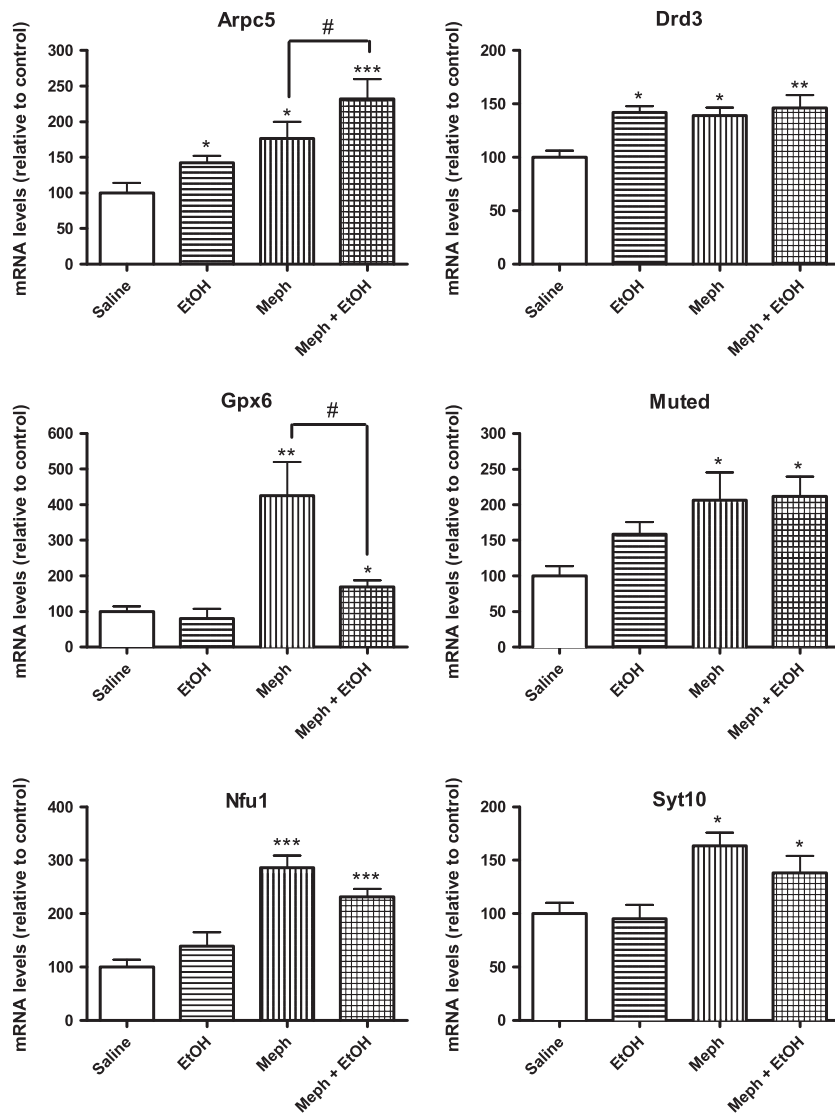 Arpc5
#
***
*
*
mRNA levels (relative to control)
300
250
200
150
100
50
0
Saline
EtOH
Meph
Meph + EtOH
Drd3
*
*
**
mRNA levels (relative to control)
200
150
100
50
0
Saline
EtOH
Meph
Meph + EtOH
Gpx6
#
**
*
mRNA levels (relative to control)
600
500
400
300
200
100
0
Saline
EtOH
Meph
Meph + EtOH
Muted
*
*
mRNA levels (relative to control)
300
250
200
150
100
50
0
Saline
EtOH
Meph
Meph + EtOH
Nfu1
***
***
mRNA levels (relative to control)
400
300
200
100
0
Saline
EtOH
Meph
Meph + EtOH
Syt10
*
*
mRNA levels (relative to control)
200
150
100
50
0
Saline
EtOH
Meph
Meph + EtOH